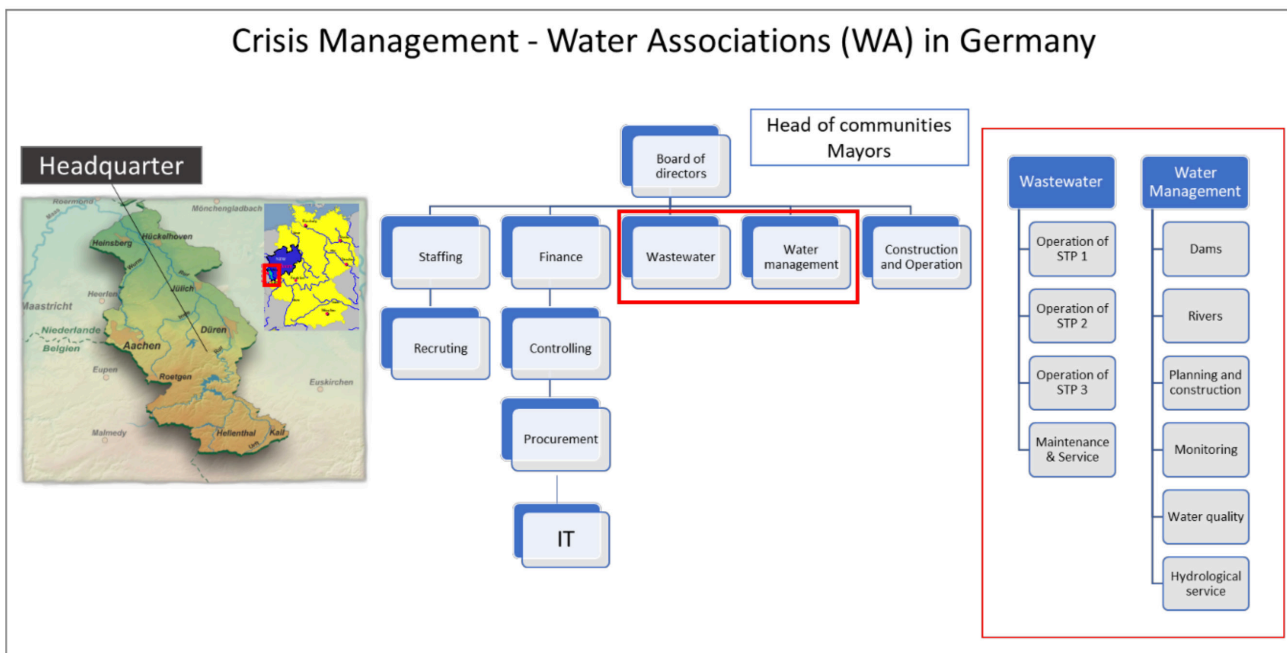 Crisis Management - Water Associations (WA) in Germany
Headquarter
Roermond
Mönchengladbach
Heinsberg
Hückelhoven
Wurm
Jülich
Maastricht
Heerlen
Niederlande
Belgien
Aachen
Düren
Eupen
Roetgen
Euskirchen
Malmedy
Hellenthal
Kall
Head of communities
Mayors
Board of
directors
Staffing
Finance
Wastewater
Water
management
Construction
and Operation
Recruting
Controlling
Procurement
IT
Wastewater
Operation of
STP 1
Operation of
STP 2
Operation of
STP 3
Maintenance
& Service
Water
Management
Dams
Rivers
Planning and
construction
Monitoring
Water quality
Hydrological
service